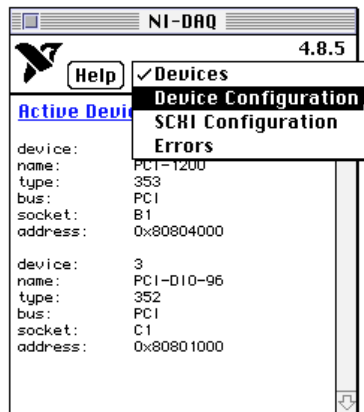 NI-DAQ
4.8.5
Help
✓Devices
Device Configuration
SCXI Configuration
Errors
Active Devi
device:
name: PCI-1200
type: 353
bus: PCI
socket: B1
address: 0x80804000
device: 3
name: PCI-DIO-96
type: 352
bus: PCI
socket: C1
address: 0x80801000